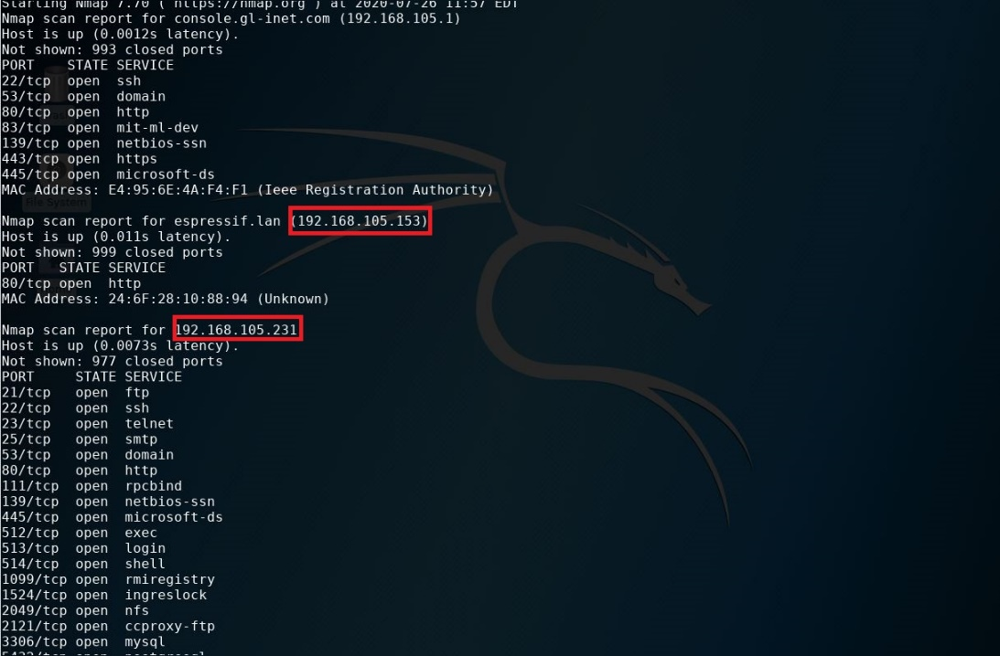 Starting Nmap 7.70 ( https://nmap.org ) at 2020-07-26 11:57 EDT
Nmap scan report for console.gl-inet.com (192.168.105.1)
Host is up (0.0012s latency).
Not shown: 993 closed ports
PORT    STATE SERVICE
22/tcp  open  ssh
53/tcp  open  domain
80/tcp  open  http
83/tcp  open  mit-ml-dev
139/tcp open  netbios-ssn
443/tcp open  https
445/tcp open  microsoft-ds
MAC Address: E4:95:6E:4A:F4:F1 (Ieee Registration Authority)
File System
Nmap scan report for espressif.lan (192.168.105.153)
Host is up (0.011s latency).
Not shown: 999 closed ports
PORT   STATE SERVICE
80/tcp open  http
MAC Address: 24:6F:28:10:88:94 (Unknown)
Nmap scan report for 192.168.105.231
Host is up (0.0073s latency).
Not shown: 977 closed ports
PORT     STATE SERVICE
21/tcp   open  ftp
22/tcp   open  ssh
23/tcp   open  telnet
25/tcp   open  smtp
53/tcp   open  domain
80/tcp   open  http
111/tcp  open  rpcbind
139/tcp  open  netbios-ssn
445/tcp  open  microsoft-ds
512/tcp  open  exec
513/tcp  open  login
514/tcp  open  shell
1099/tcp open  rmiregistry
1524/tcp open  ingreslock
2049/tcp open  nfs
2121/tcp open  ccproxy-ftp
3306/tcp open  mysql
5432/tcp open  postgresql